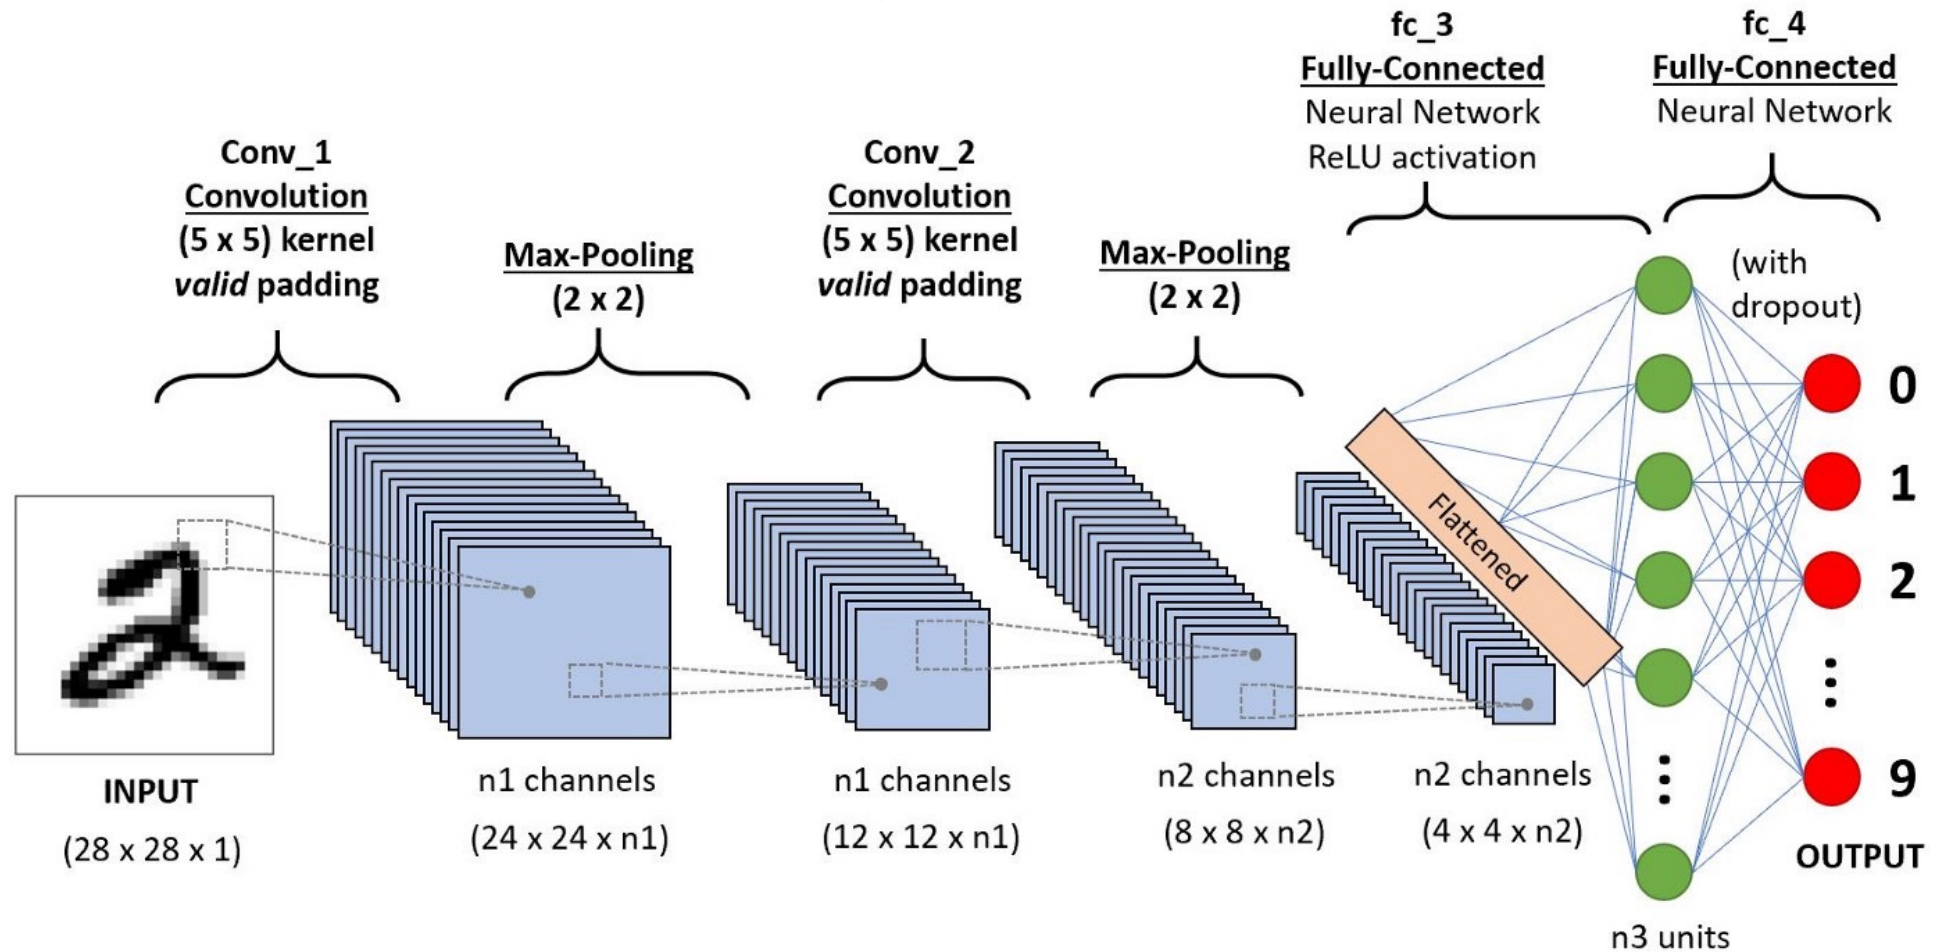 Conv_1
Convolution
(5 x 5) kernel
valid padding
Max-Pooling
(2 x 2)
Conv_2
Convolution
(5 x 5) kernel
valid padding
Max-Pooling
(2 x 2)
fc_3
Fully-Connected
Neural Network
ReLU activation
fc_4
Fully-Connected
Neural Network
(with
dropout)
Flattened
0
1
2
9
INPUT
(28 x 28 x 1)
n1 channels
(24 x 24 x n1)
n1 channels
(12 x 12 x n1)
n2 channels
(8 x 8 x n2)
n2 channels
(4 x 4 x n2)
OUTPUT
n3 units
2